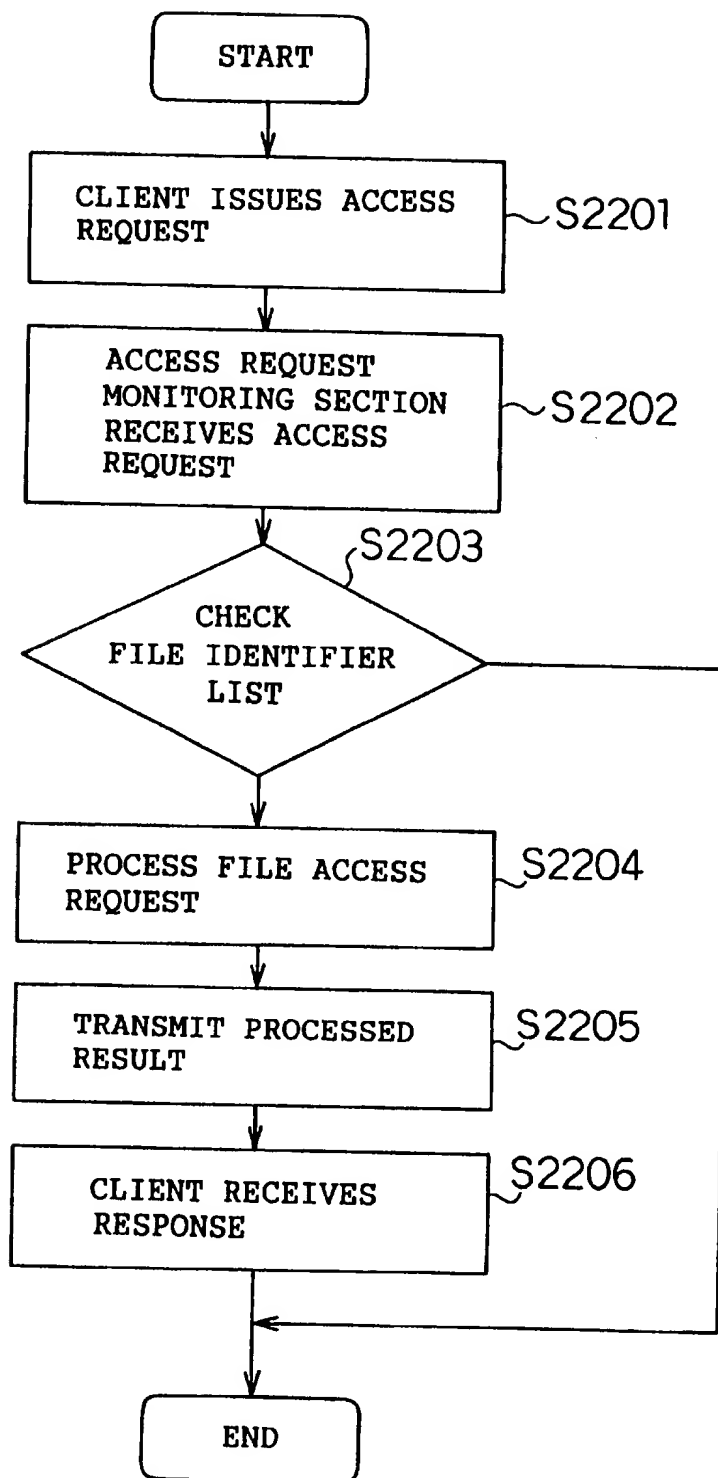 START
CLIENT ISSUES ACCESS
REQUEST
S2201
ACCESS REQUEST
MONITORING SECTION
RECEIVES ACCESS
REQUEST
S2202
S2203
CHECK
FILE IDENTIFIER
LIST
PROCESS FILE ACCESS
REQUEST
S2204
TRANSMIT PROCESSED
RESULT
S2205
CLIENT RECEIVES
RESPONSE
S2206
END